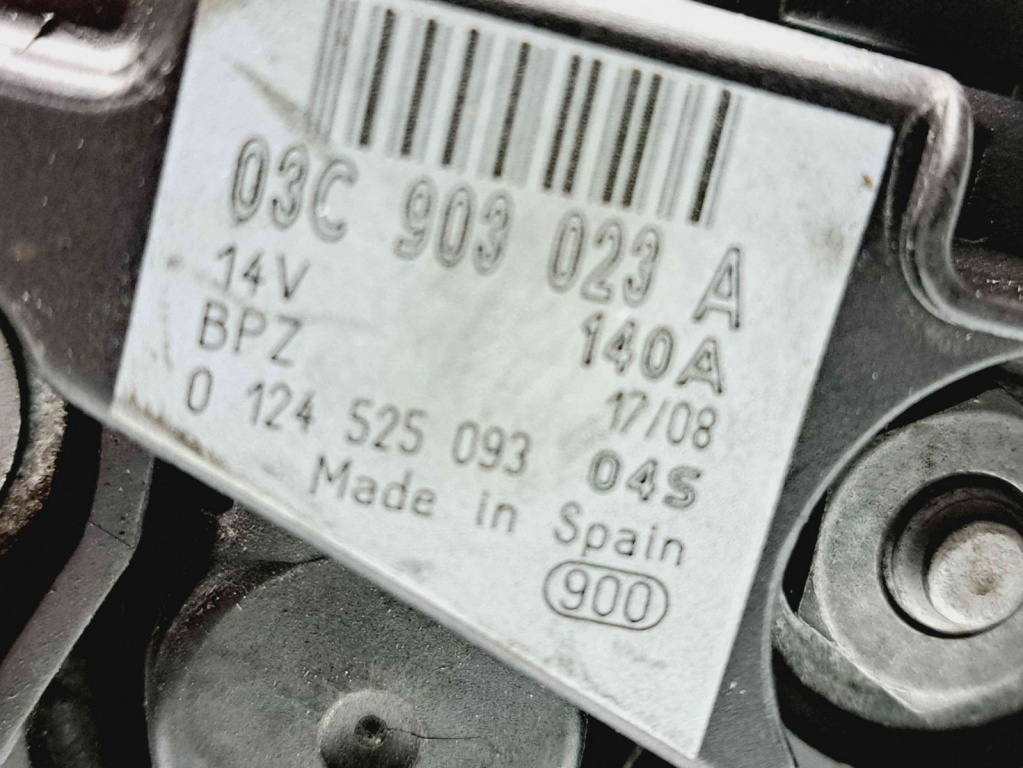 03C 903 023 A
14V 140A
BPZ 17/08
0 124 525 093 04S
Made in Spain
900